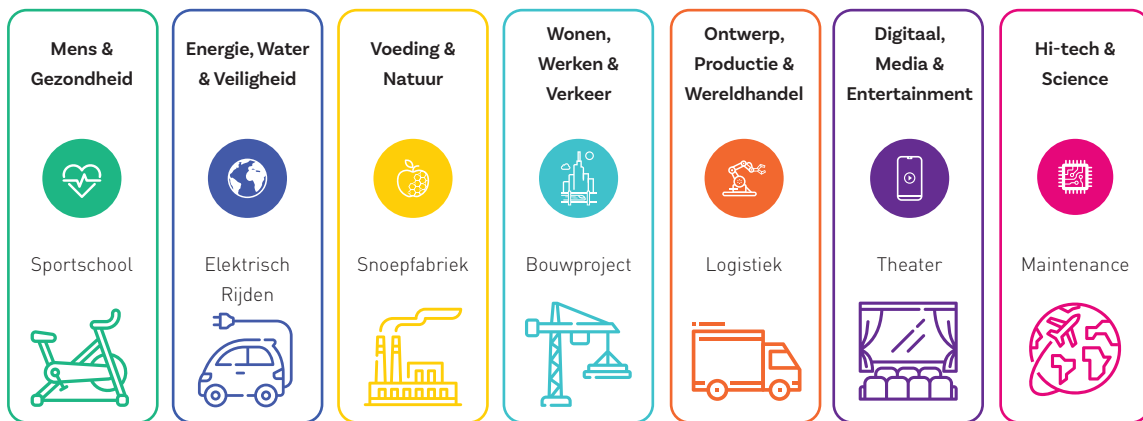 Mens &
Gezondheid
Sportschool
Energie, Water
& Veiligheid
Elektrisch
Rijden
Voeding &
Natuur
Snoepfabriek
Wonen,
Werken &
Verkeer
Bouwproject
Ontwerp,
Productie &
Wereldhandel
Logistiek
Digitaal,
Media &
Entertainment
Theater
Hi-tech &
Science
Maintenance